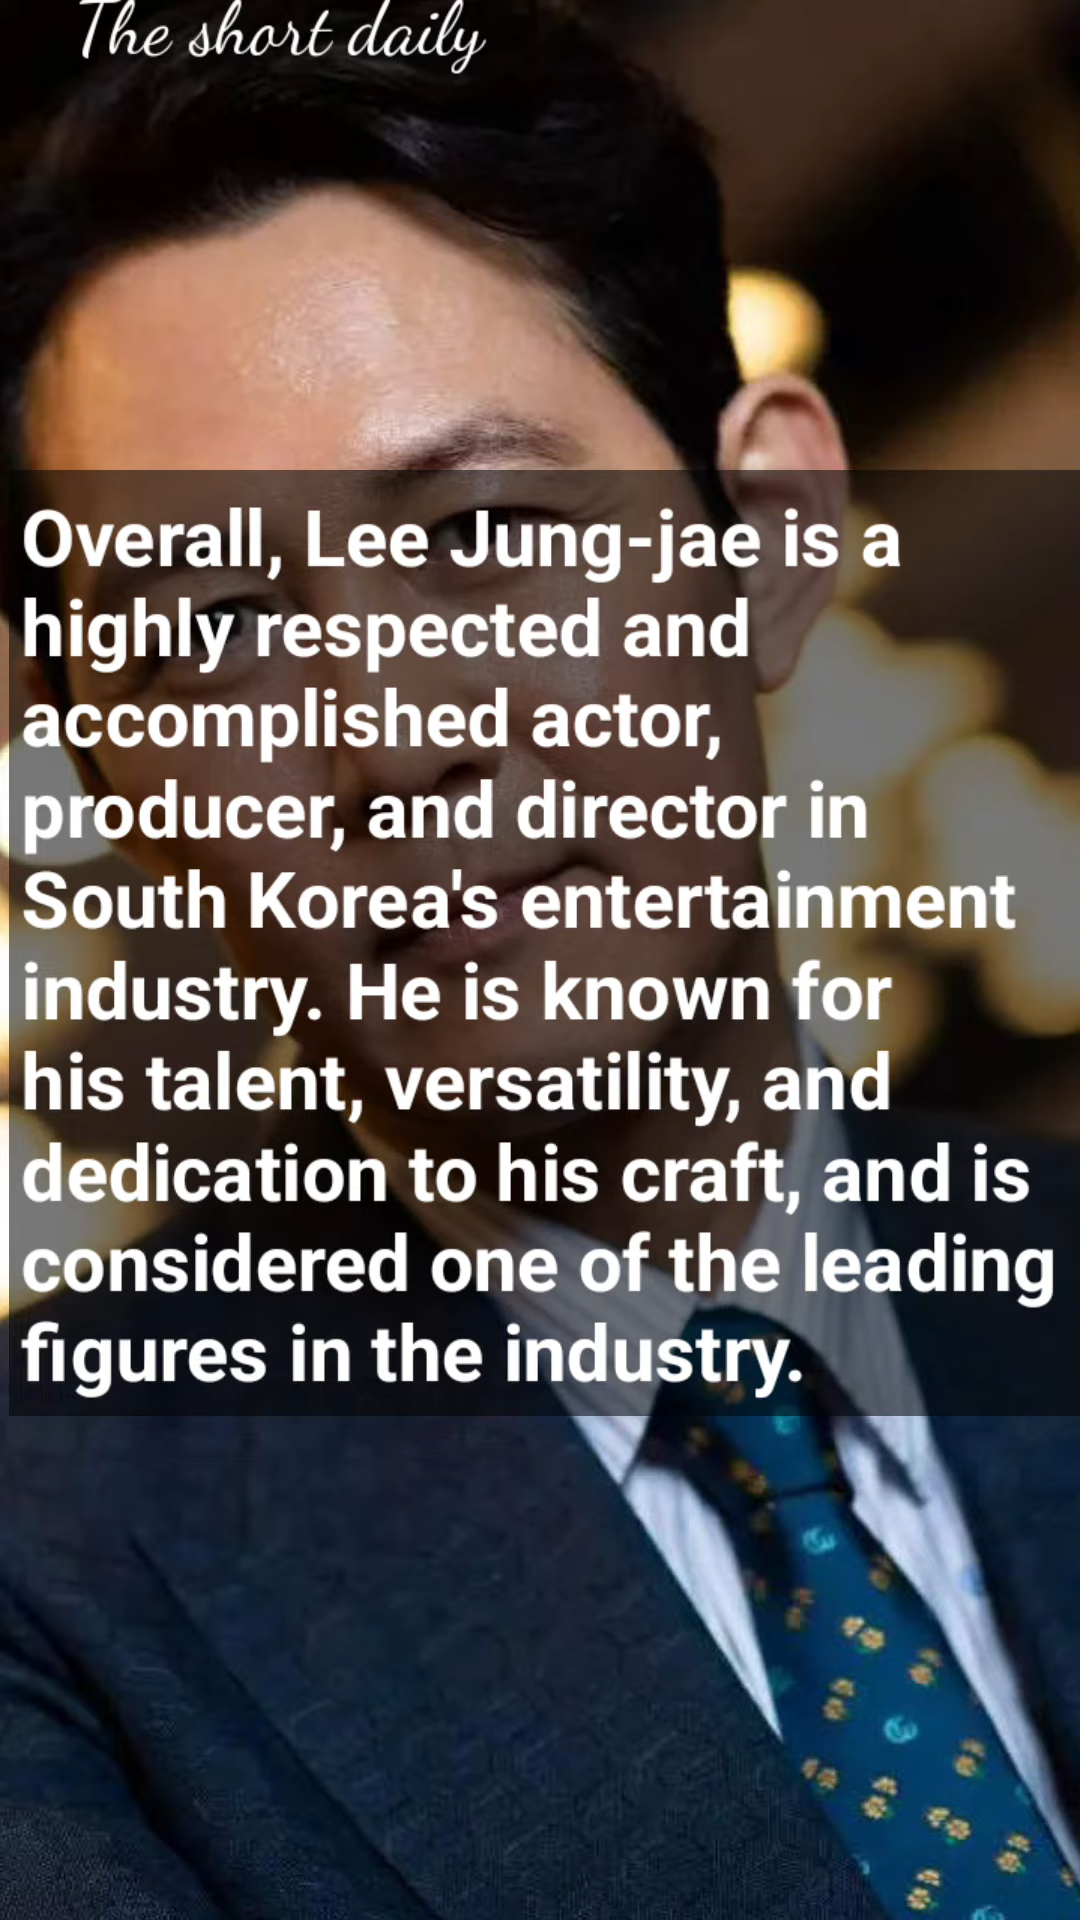 The short daily
Overall, Lee Jung-jae is a
highly respected and
accomplished actor,
producer, and director in
South Korea's entertainment
industry. He is known for
his talent, versatility, and
dedication to his craft, and is
considered one of the leading
figures in the industry.